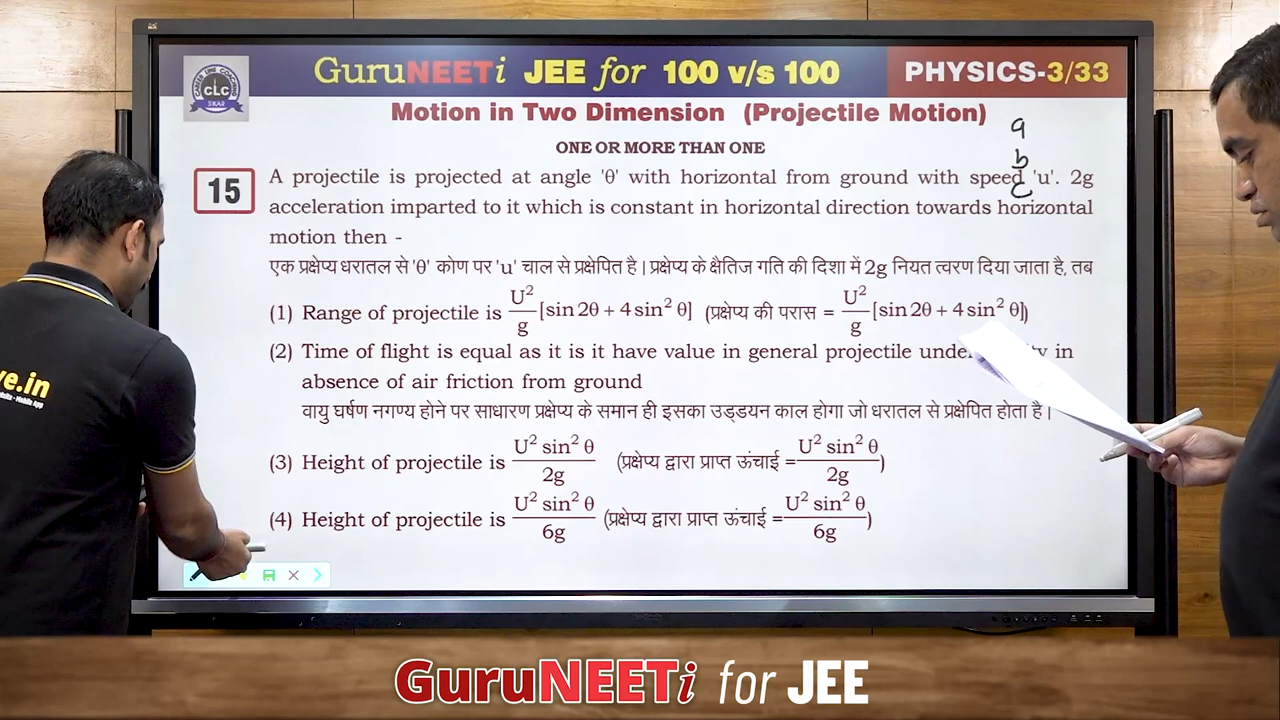 CAREER LINE COACHING
CLC
SIKAR
GuruNEETi JEE for 100 v/s 100
PHYSICS-3/33
Motion in Two Dimension (Projectile Motion)
a
b
c
ONE OR MORE THAN ONE
15
A projectile is projected at angle 'θ' with horizontal from ground with speed 'u'. 2g
acceleration imparted to it which is constant in horizontal direction towards horizontal
motion then -
एक प्रक्षेप्य धरातल से 'θ' कोण पर 'u' चाल से प्रक्षेपित है। प्रक्षेप्य के क्षैतिज गति की दिशा में 2g नियत त्वरण दिया जाता है, तब
(1) Range of projectile is U²/g [sin 2θ + 4 sin² θ] (प्रक्षेप्य की परास = U²/g [sin 2θ + 4 sin² θ])
(2) Time of flight is equal as it is it have value in general projectile under in
absence of air friction from ground
वायु घर्षण नगण्य होने पर साधारण प्रक्षेप्य के समान ही इसका उड्डयन काल होगा जो धरातल से प्रक्षेपित होता है।
(3) Height of projectile is U² sin² θ/2g (प्रक्षेप्य द्वारा प्राप्त ऊंचाई = U² sin² θ/2g)
(4) Height of projectile is U² sin² θ/6g (प्रक्षेप्य द्वारा प्राप्त ऊंचाई = U² sin² θ/6g)
ve.in
GuruNEETi for JEE